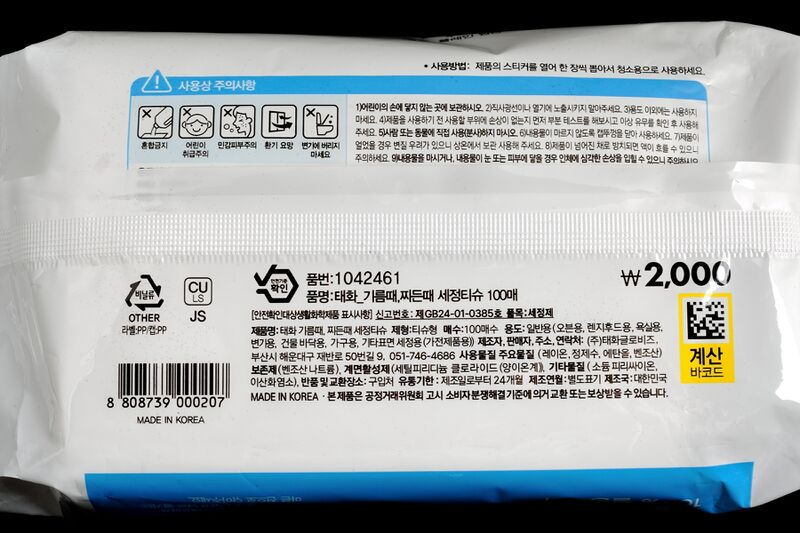 • 사용방법: 제품의 스티커를 열어 한 장씩 뽑아서 청소용으로 사용하세요.
사용상 주의사항
혼합금지
어린이
취급주의
민감피부주의
환기 요망
변기에 버리지
마세요
1)어린이의 손에 닿지 않는 곳에 보관하시오. 2)직사광선이나 열기에 노출시키지 말아주세요. 3)용도 이외에는 사용하지
마세요. 4)제품을 사용하기 전 사용할 부위에 손상이 없는지 먼저 부분 테스트를 해보시고 이상 유무를 확인 후 사용해
주세요. 5)사람 또는 동물에 직접 사용(분사)하지 마시오. 6)내용물이 마르지 않도록 캡뚜껑을 닫아 사용하세요. 7)제품이
얼었을 경우 변질 우려가 있으니 상온에서 보관 사용해 주세요. 8)제품이 넘어진 채로 방치되면 액이 흐를 수 있으니
주의하세요. 9)내용물을 마시거나, 내용물이 눈 또는 피부에 닿을 경우 인체에 심각한 손상을 입힐 수 있으니 주의하시오
비닐류
OTHER
라벨:PP/캡:PP
CU
LS
JS
안전기준
확인
품번:1042461
품명:태화_기름때,찌든때 세정티슈 100매
₩2,000
[안전확인대상생활화학제품 표시사항] 신고번호: 제GB24-01-0385호 품목:세정제
제품명: 태화 기름때, 찌든때 세정티슈 제형:티슈형 매수:100매수 용도: 일반용(오븐용, 렌지후드용, 욕실용,
변기용, 건물 바닥용, 가구용, 기타표면 세정용(가전제품용)) 제조자, 판매자, 주소, 연락처: (주)태화글로비즈.
부산시 해운대구 재반로 50번길 9, 051-746-4686 사용물질 주요물질 (레이온, 정제수, 에탄올, 벤조산)
보존제(벤조산 나트륨), 계면활성제 (세틸피리디늄 클로라이드 (양이온계)), 기타물질 (소듐 피리싸이온,
이산화염소), 반품 및 교환장소: 구입처 유통기한: 제조일로부터 24개월 제조연월: 별도표기 제조국: 대한민국
MADE IN KOREA · 본 제품은 공정거래위원회 고시 소비자 분쟁해결 기준에 의거 교환 또는 보상받을 수 있습니다.
계산
바코드
8 808739 000207
MADE IN KOREA